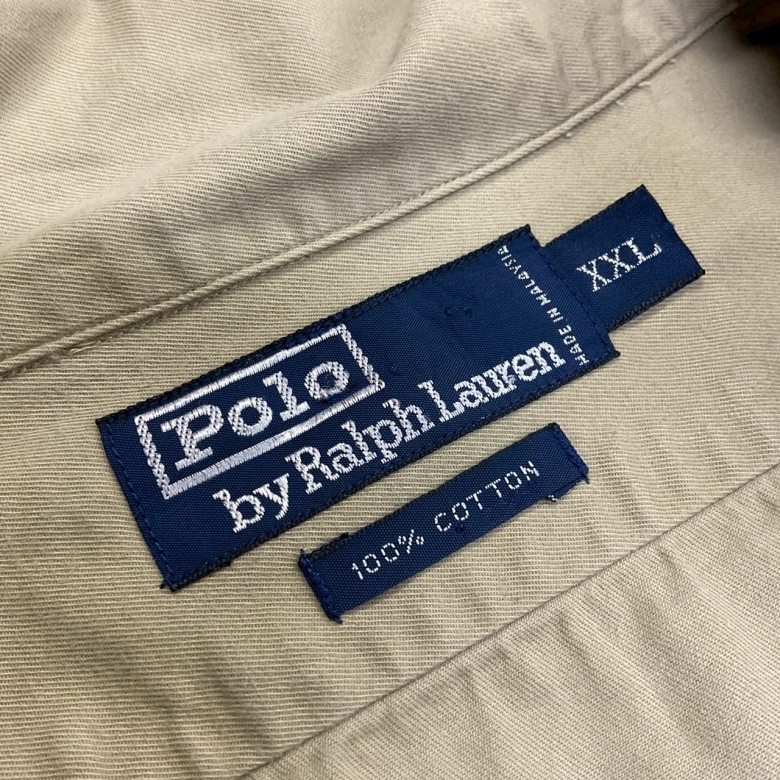 Polo
by Ralph Lauren
MADE IN MALAYSIA
XXL
100% COTTON